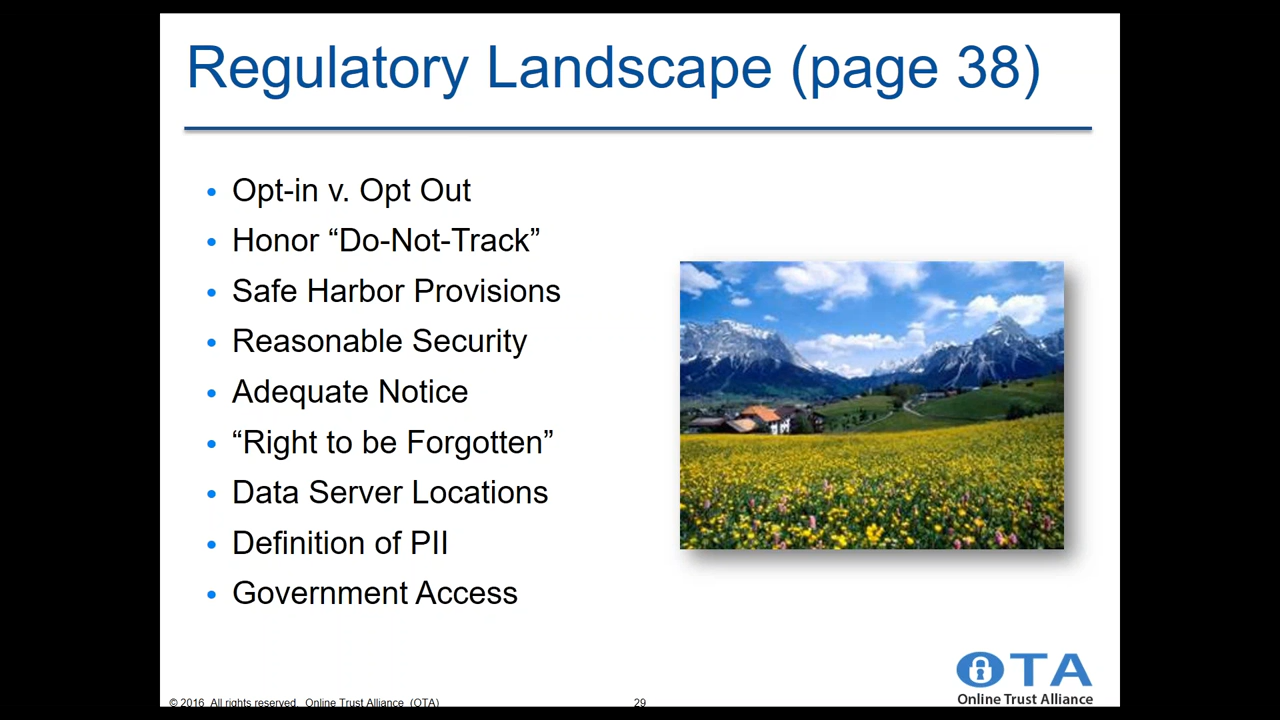 Regulatory Landscape (page 38)
• Opt-in v. Opt Out
• Honor “Do-Not-Track”
• Safe Harbor Provisions
• Reasonable Security
• Adequate Notice
• “Right to be Forgotten”
• Data Server Locations
• Definition of PII
• Government Access
OTA
Online Trust Alliance
© 2016 All rights reserved. Online Trust Alliance (OTA)
29